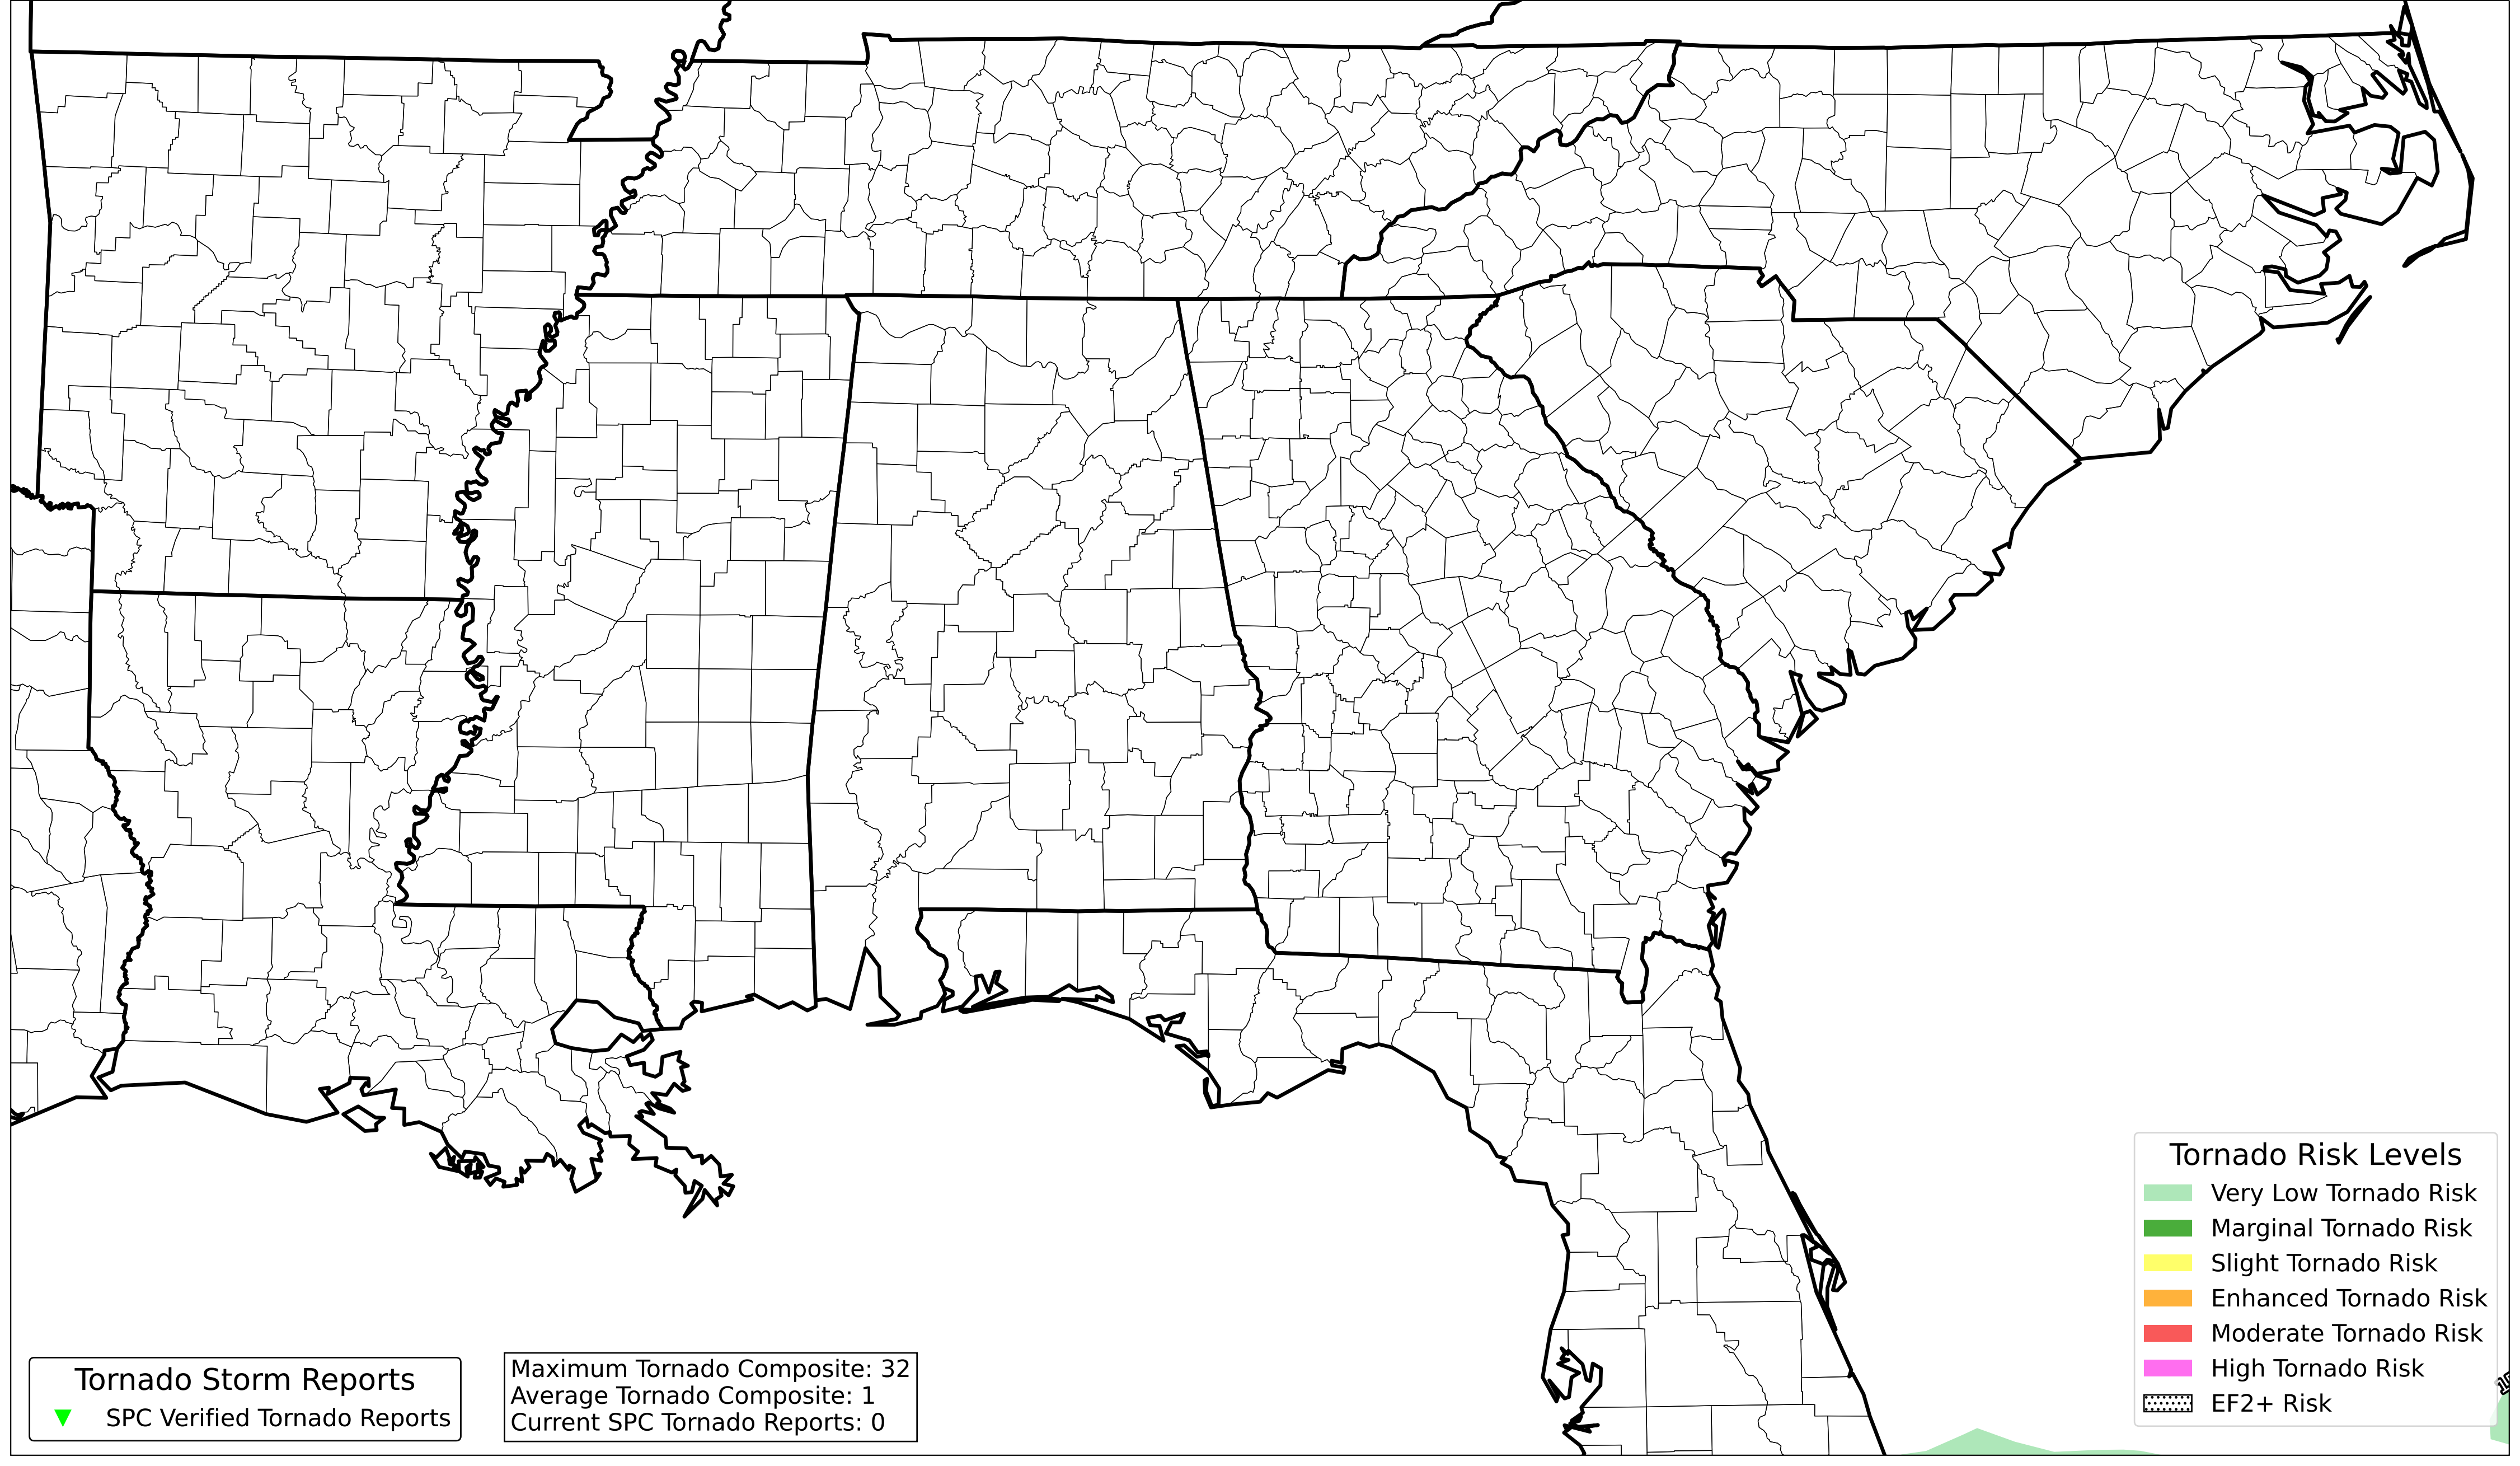 Tornado Risk Levels
Very Low Tornado Risk
Marginal Tornado Risk
Slight Tornado Risk
Enhanced Tornado Risk
Moderate Tornado Risk
High Tornado Risk
EF2+ Risk
Tornado Storm Reports
SPC Verified Tornado Reports
Maximum Tornado Composite: 32
Average Tornado Composite: 1
Current SPC Tornado Reports: 0